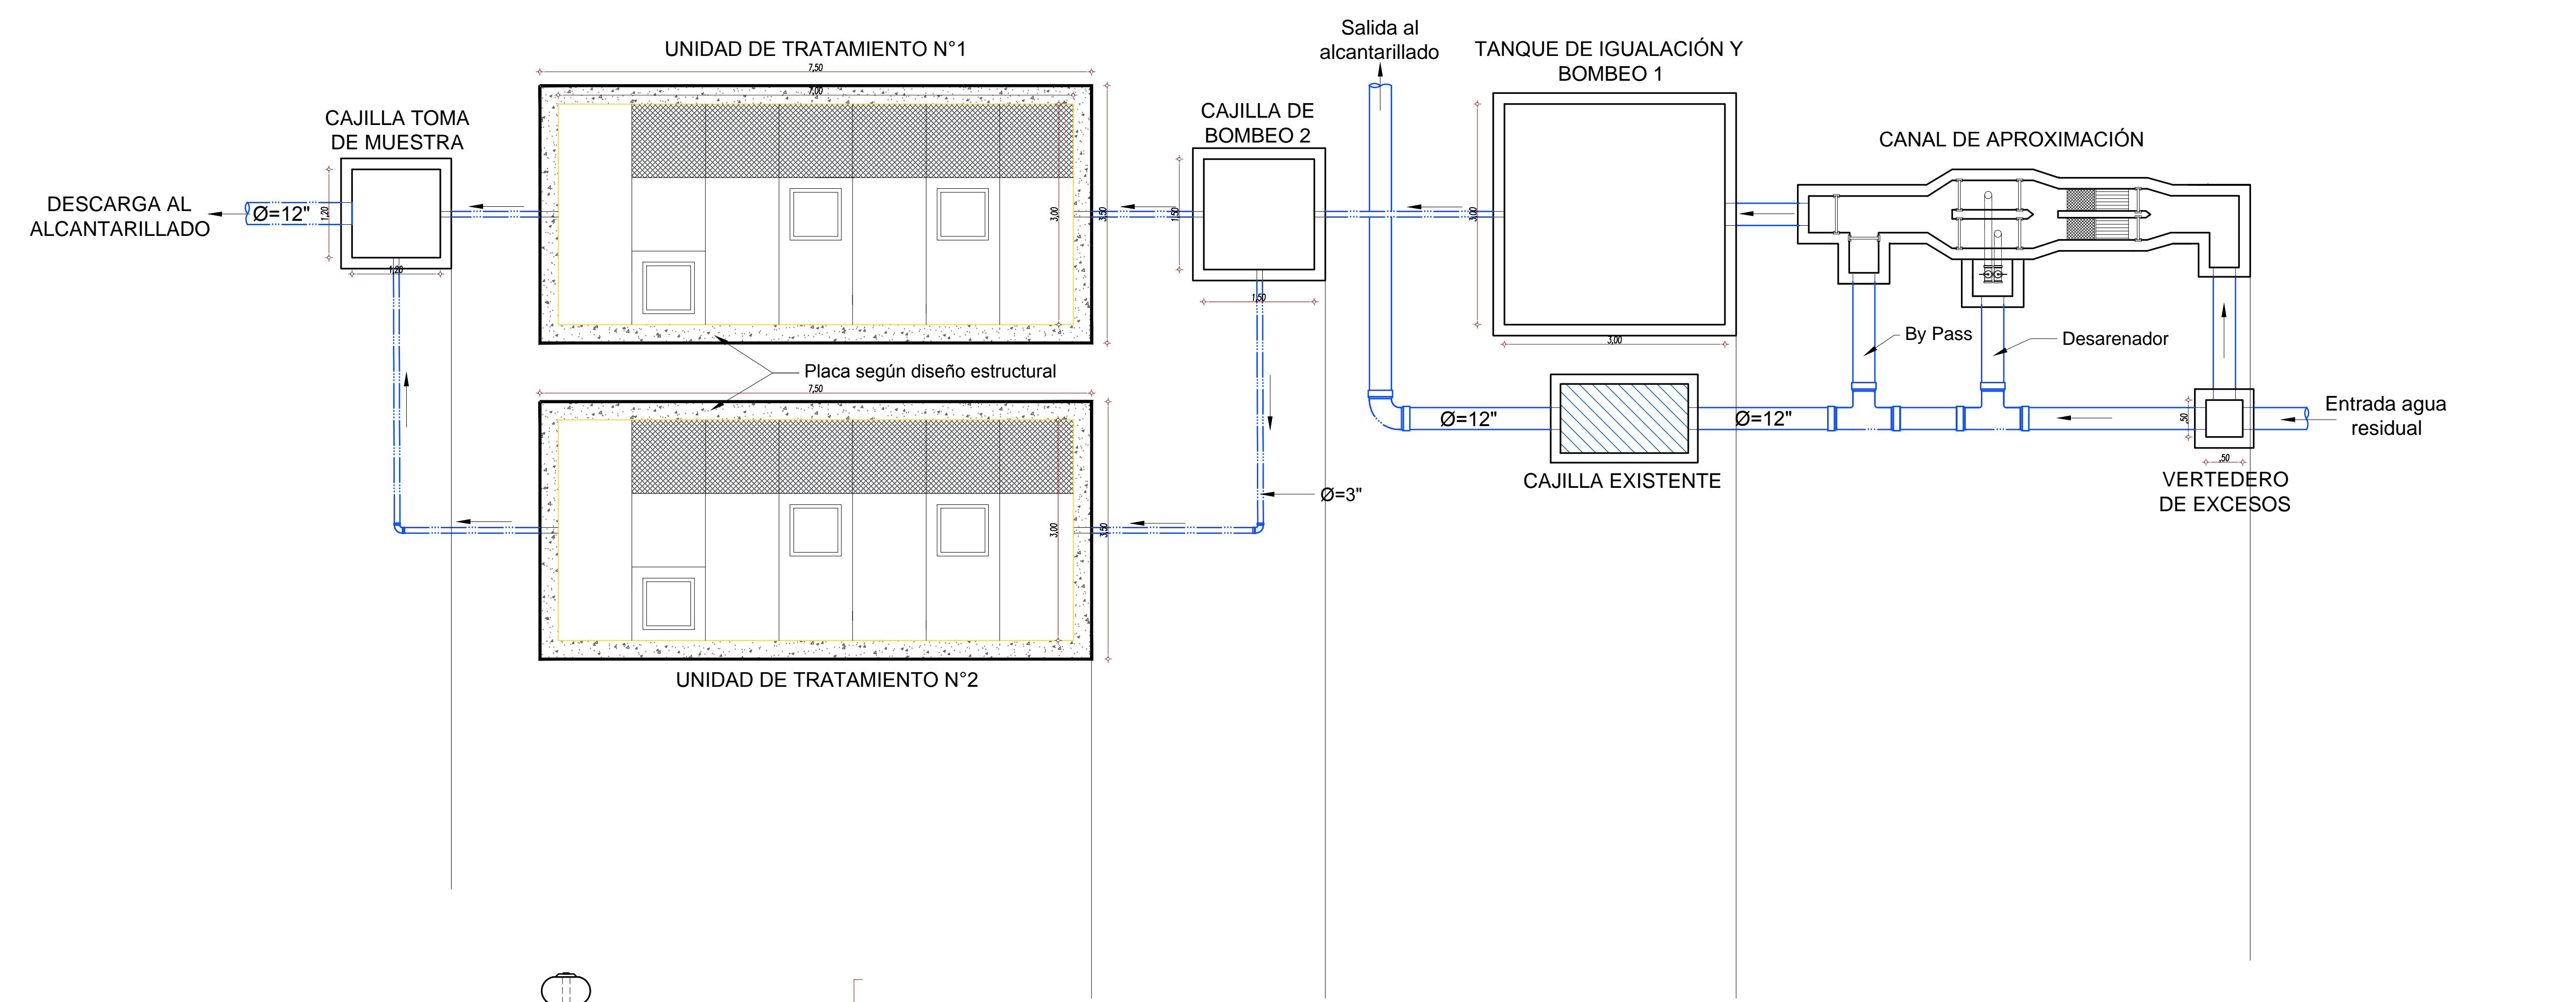 Salida al
alcantarillado
UNIDAD DE TRATAMIENTO N°1
TANQUE DE IGUALACIÓN Y
BOMBEO 1
7,50
7,00
CAJILLA TOMA
DE MUESTRA
CAJILLA DE
BOMBEO 2
CANAL DE APROXIMACIÓN
DESCARGA AL
ALCANTARILLADO
Ø=12"
1,20
1,20
3,00
3,50
1,50
1,50
3,00
3,00
By Pass
Desarenador
Placa según diseño estructural
7,50
Ø=12"
Ø=12"
,50
,50
Entrada agua
residual
CAJILLA EXISTENTE
VERTEDERO
DE EXCESOS
Ø=3"
3,00
3,50
UNIDAD DE TRATAMIENTO N°2